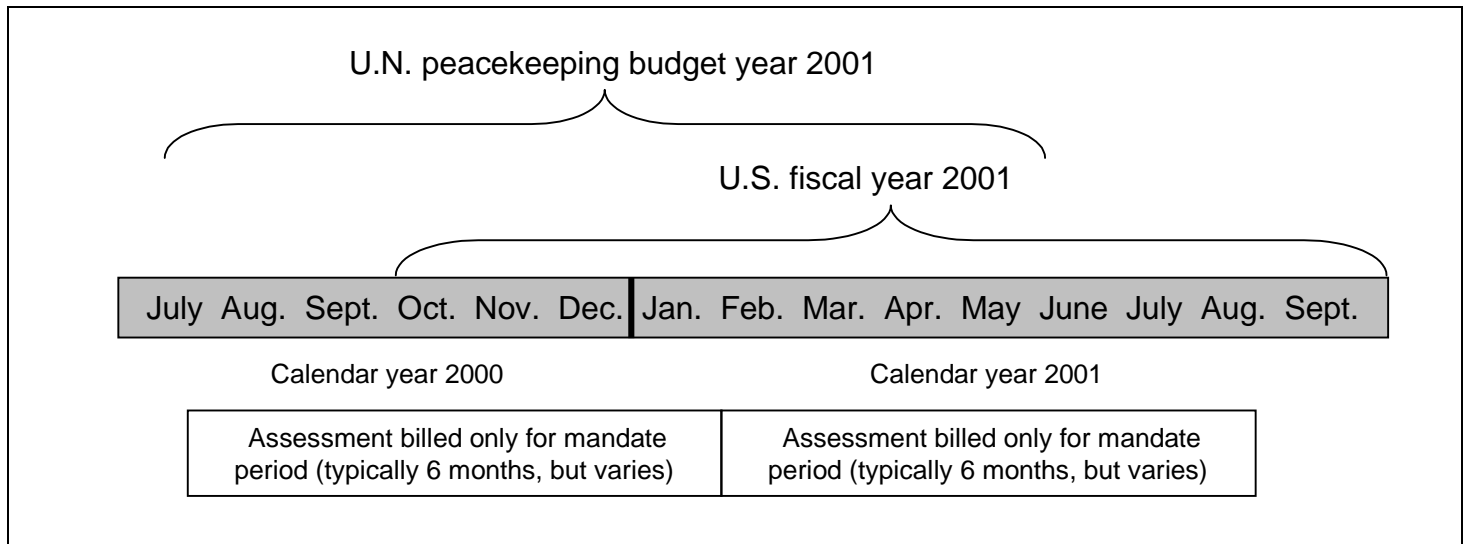 U.N. peacekeeping budget year 2001
U.S. fiscal year 2001
July Aug. Sept. Oct. Nov. Dec. Jan. Feb. Mar. Apr. May June July Aug. Sept.
Calendar year 2000
Calendar year 2001
Assessment billed only for mandate
period (typically 6 months, but varies)
Assessment billed only for mandate
period (typically 6 months, but varies)